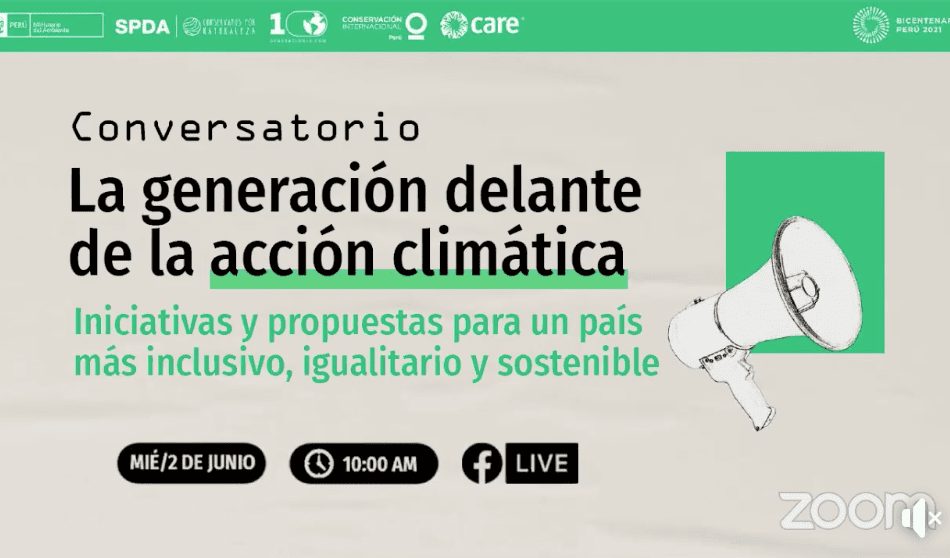 PERÚ Ministerio del Ambiente
SPDA
CONSERVAMOS POR NATURALEZA
1
CONSERVACIÓN INTERNACIONAL
Perú
care
BICENTENAR
PERÚ 2021
Conversatorio
La generación delante
de la acción climática
Iniciativas y propuestas para un país
más inclusivo, igualitario y sostenible
MIÉ/2 DE JUNIO
10:00 AM
LIVE
zoom